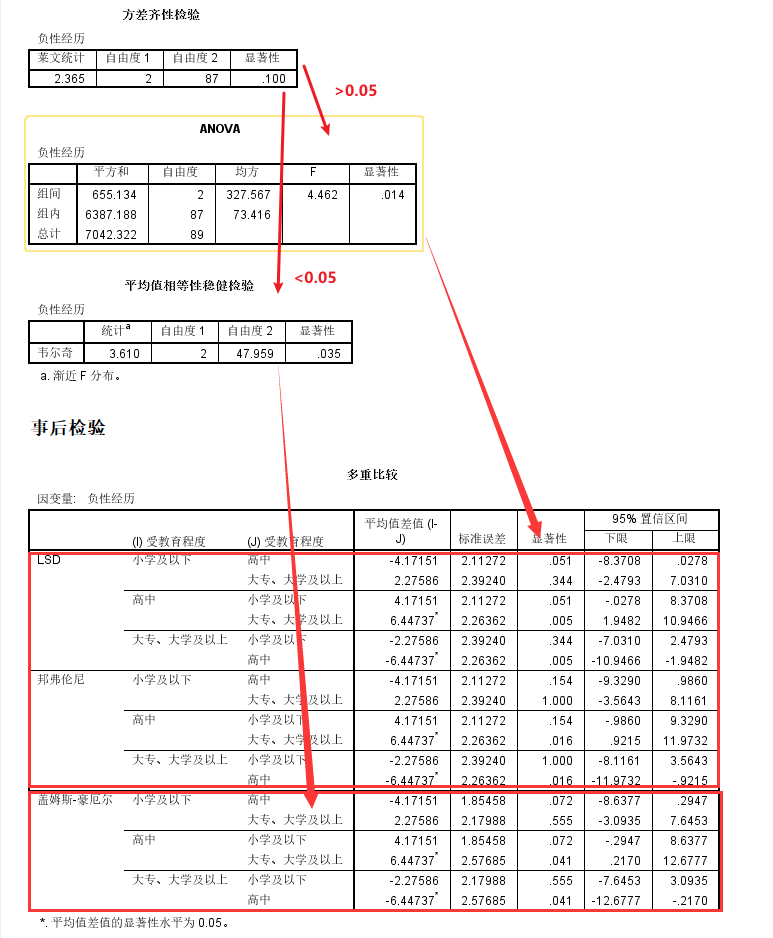 方差齐性检验
负性经历
莱文统计 自由度 1 自由度 2 显著性
2.365 2 87 .100
>0.05
ANOVA
负性经历
平方和 自由度 均方 F 显著性
组间 655.134 2 327.567 4.462 .014
组内 6387.188 87 73.416
总计 7042.322 89
<0.05
平均值相等性稳健检验
负性经历
统计a 自由度 1 自由度 2 显著性
韦尔奇 3.610 2 47.959 .035
a. 渐近 F 分布。
事后检验
多重比较
因变量: 负性经历
(I) 受教育程度 (J) 受教育程度 平均值差值 (I-J) 标准误差 显著性 95% 置信区间
下限 上限
LSD 小学及以下 高中 -4.17151 2.11272 .051 -8.3708 .0278
大专、大学及以上 2.27586 2.39240 .344 -2.4793 7.0310
高中 小学及以下 4.17151 2.11272 .051 -.0278 8.3708
大专、大学及以上 6.44737* 2.26362 .005 1.9482 10.9466
大专、大学及以上 小学及以下 -2.27586 2.39240 .344 -7.0310 2.4793
高中 -6.44737* 2.26362 .005 -10.9466 -1.9482
邦弗伦尼 小学及以下 高中 -4.17151 2.11272 .154 -9.3290 .9860
大专、大学及以上 2.27586 2.39240 1.000 -3.5643 8.1161
高中 小学及以下 4.17151 2.11272 .154 -.9860 9.3290
大专、大学及以上 6.44737* 2.26362 .016 .9215 11.9732
大专、大学及以上 小学及以下 -2.27586 2.39240 1.000 -8.1161 3.5643
高中 -6.44737* 2.26362 .016 -11.9732 -.9215
盖姆斯-豪厄尔 小学及以下 高中 -4.17151 1.85458 .072 -8.6377 .2947
大专、大学及以上 2.27586 2.17988 .555 -3.0935 7.6453
高中 小学及以下 4.17151 1.85458 .072 -.2947 8.6377
大专、大学及以上 6.44737* 2.57685 .041 .2170 12.6777
大专、大学及以上 小学及以下 -2.27586 2.17988 .555 -7.6453 3.0935
高中 -6.44737* 2.57685 .041 -12.6777 -.2170
*. 平均值差值的显著性水平为 0.05。